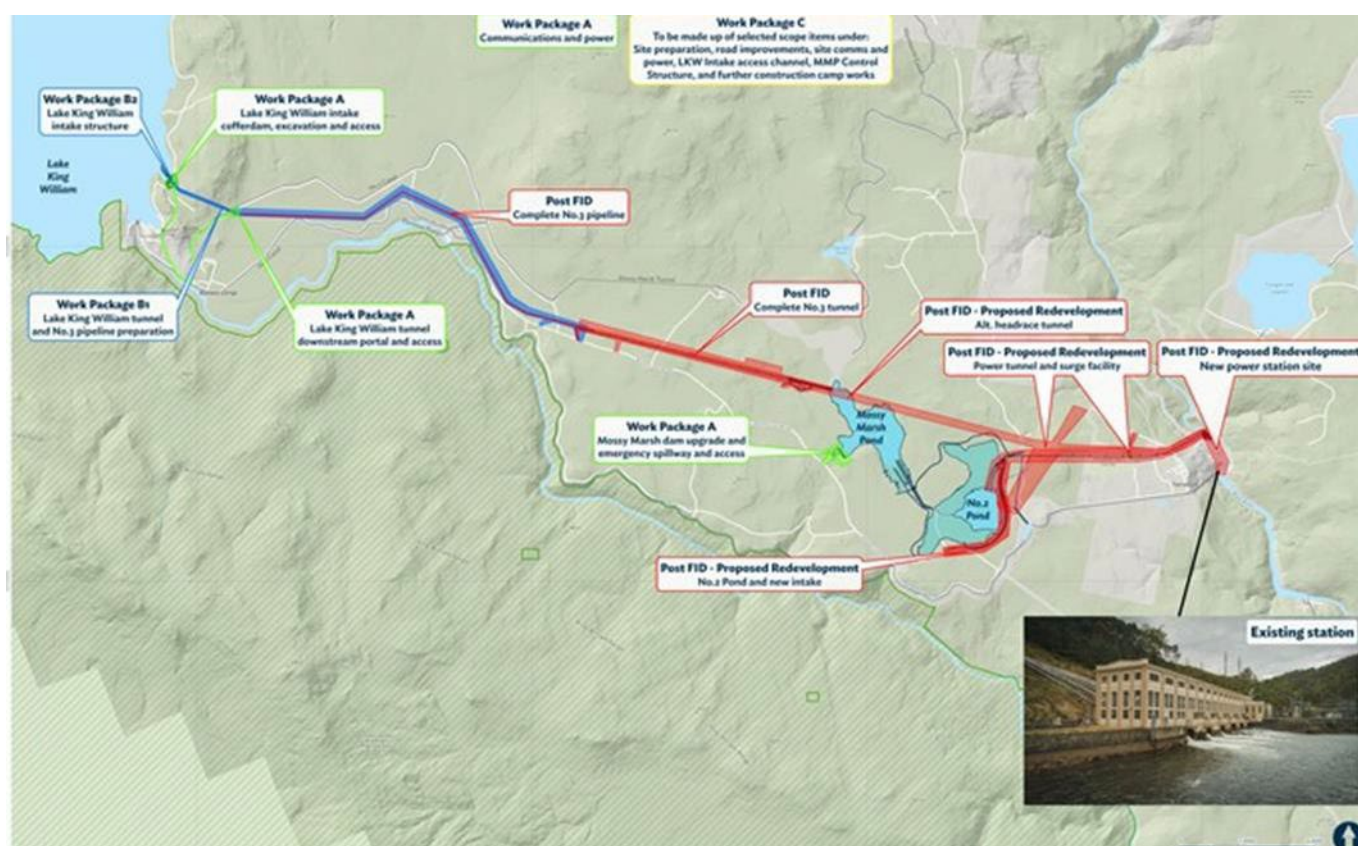 Work Package A
Communications and power
Work Package C
To be made up of selected scope items under:
Site preparation, road improvements, site comms and
power, LKW Intake access channel, MMP Control
Structure, and further construction camp works
Work Package B2
Lake King William
intake structure
Work Package A
Lake King William intake
cofferdam, excavation and access
Lake
King
William
Post FID
Complete No.3 pipeline
Work Package B1
Lake King William tunnel
and No.3 pipeline preparation
Work Package A
Lake King William tunnel
downstream portal and access
Post FID
Complete No.3 tunnel
Post FID - Proposed Redevelopment
Alt. headrace tunnel
Post FID - Proposed Redevelopment
Power tunnel and surge facility
Post FID - Proposed Redevelopment
New power station site
Work Package A
Mossy Marsh dam upgrade and
emergency spillway and access
Mossy
Marsh
Pond
No.2
Pond
Post FID - Proposed Redevelopment
No.2 Pond and new intake
Existing station